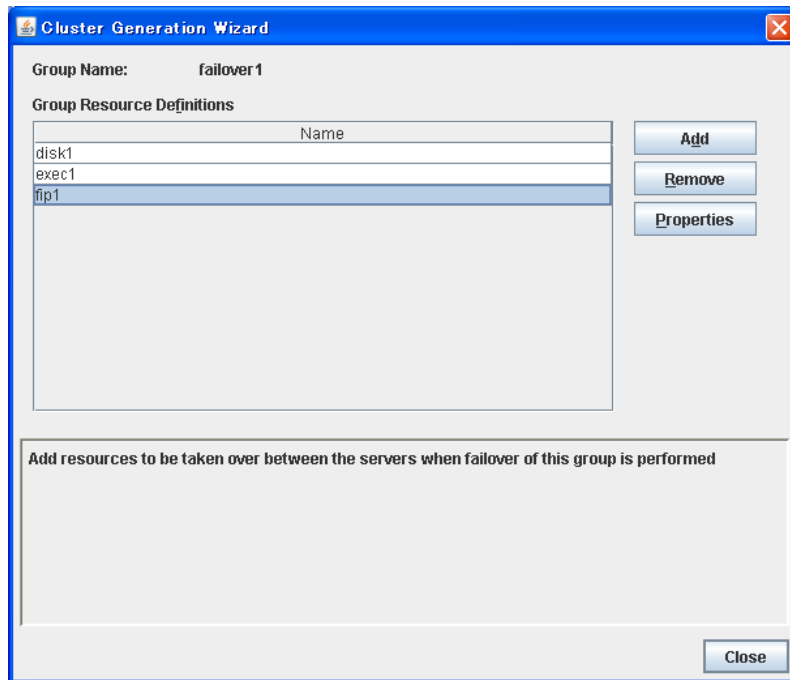 Cluster Generation Wizard
Group Name: failover1
Group Resource Definitions
Name
disk1
exec1
fip1
Add
Remove
Properties
Add resources to be taken over between the servers when failover of this group is performed
Close